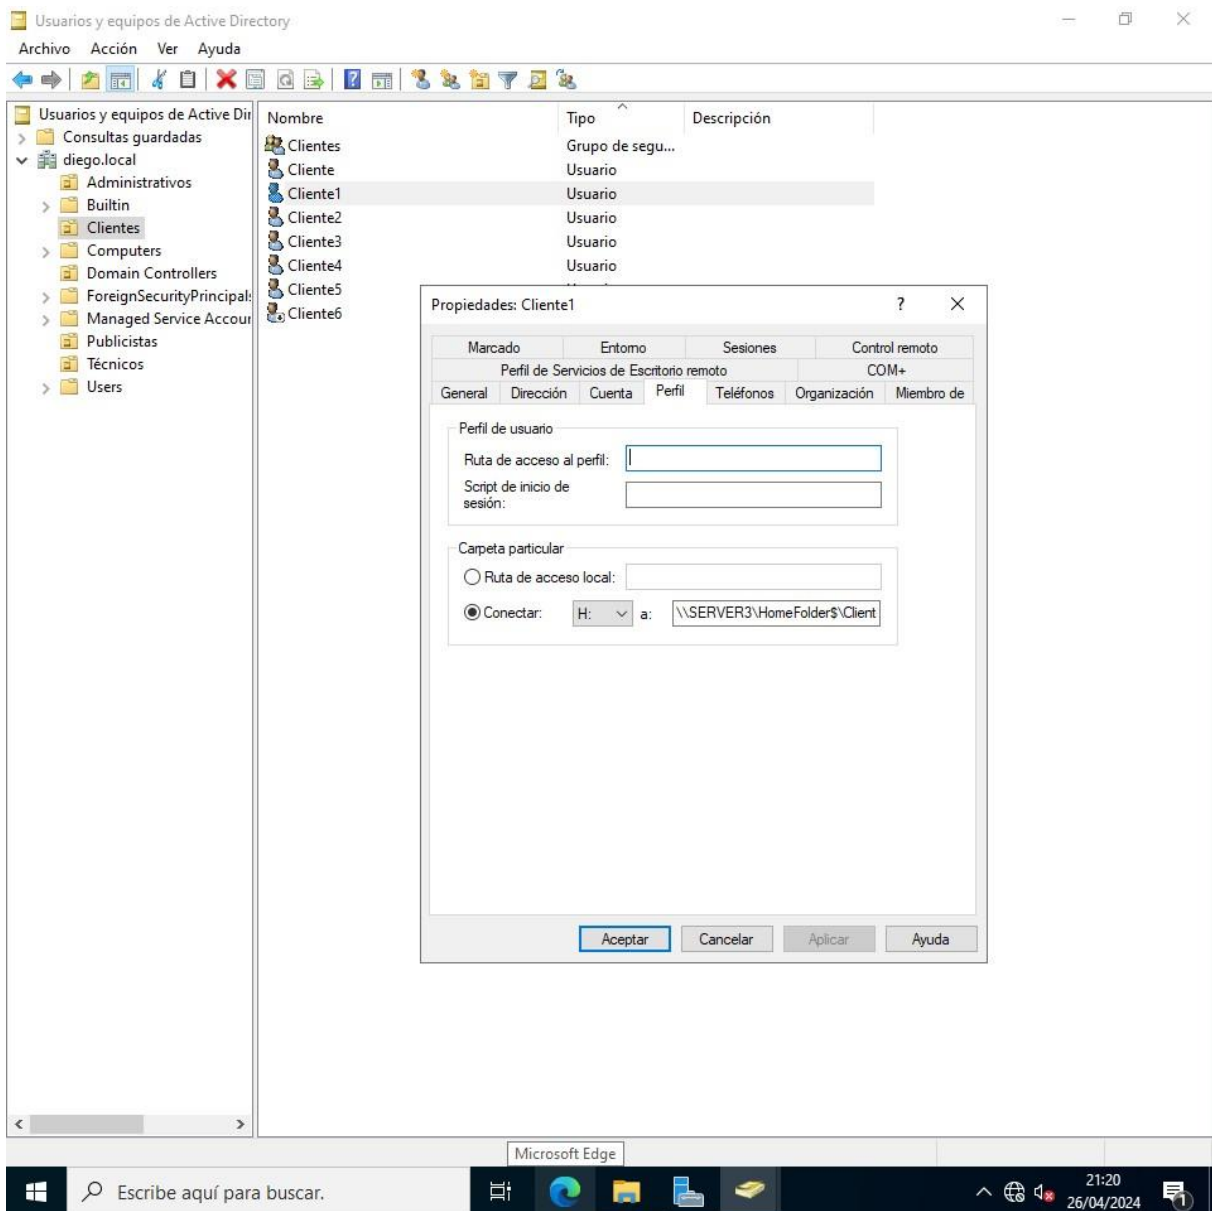 Usuarios y equipos de Active Directory
Archivo Acción Ver Ayuda
Usuarios y equipos de Active Dir
Consultas guardadas
diego.local
Administrativos
Builtin
Clientes
Computers
Domain Controllers
ForeignSecurityPrincipal
Managed Service Accour
Publicistas
Técnicos
Users
Nombre Tipo Descripción
Clientes Grupo de segu...
Cliente Usuario
Cliente1 Usuario
Cliente2 Usuario
Cliente3 Usuario
Cliente4 Usuario
Cliente5
Cliente6
Propiedades: Cliente1 ?
Marcado Entorno Sesiones Control remoto
Perfil de Servicios de Escritorio remoto COM+
General Dirección Cuenta Perfil Teléfonos Organización Miembro de
Perfil de usuario
Ruta de acceso al perfil:
Script de inicio de
sesión:
Carpeta particular
Ruta de acceso local:
Conectar: H: a: \\SERVER3\HomeFolder$\Client
Aceptar Cancelar Aplicar Ayuda
Microsoft Edge
Escribe aquí para buscar.
21:20
26/04/2024
1